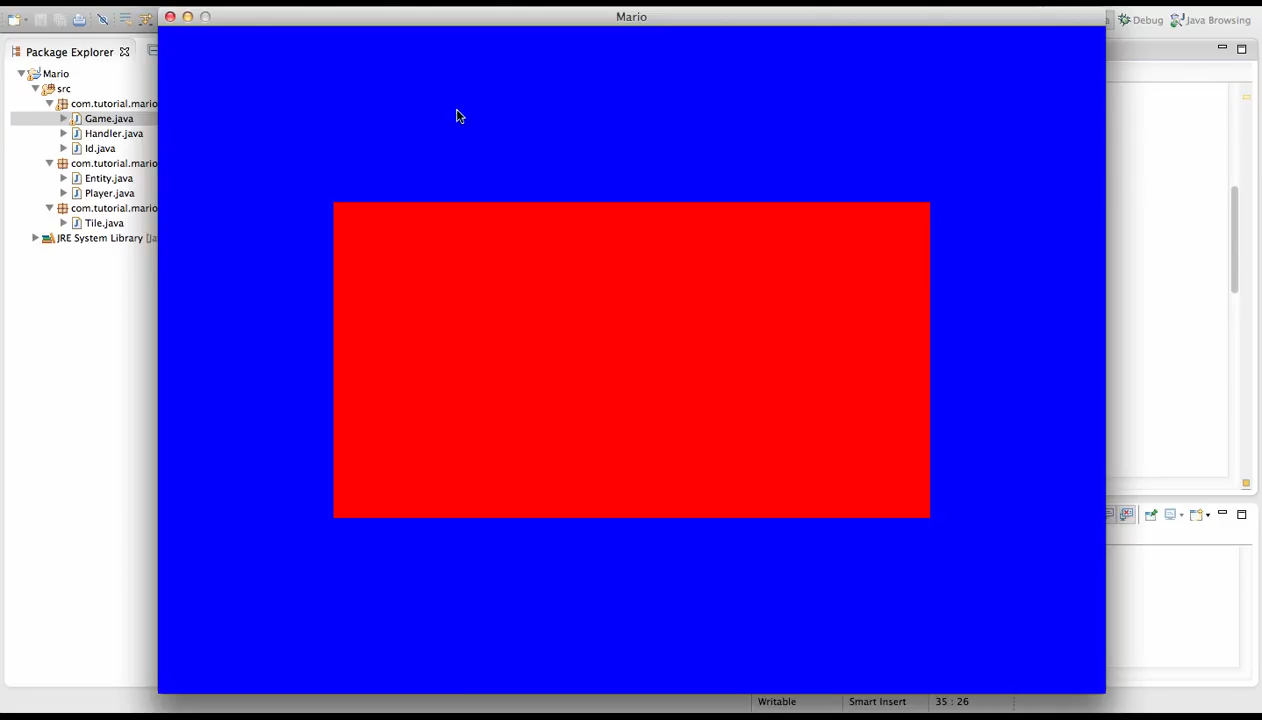 Mario
Debug
Java Browsing
Package Explorer
Mario
src
com.tutorial.mario
Game.java
Handler.java
Id.java
com.tutorial.mario
Entity.java
Player.java
com.tutorial.mario
Tile.java
JRE System Library [Ja
Writable
Smart Insert
35 : 26